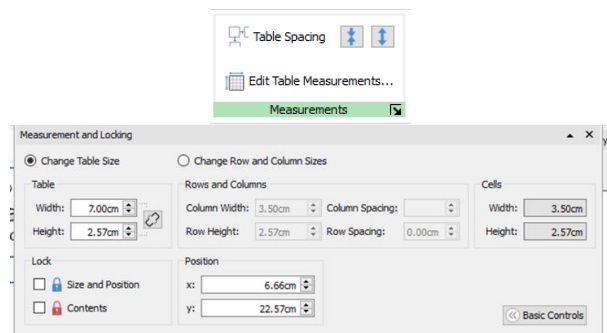 Table Spacing
Edit Table Measurements...
Measurements
Measurement and Locking
Change Table Size
Change Row and Column Sizes
Table
Rows and Columns
Cells
Width: 7.00cm
Column Width: 3.50cm
Column Spacing:
Width: 3.50cm
Height: 2.57cm
Row Height: 2.57cm
Row Spacing: 0.00cm
Height: 2.57cm
Lock
Position
Size and Position
x: 6.66cm
Contents
y: 22.57cm
Basic Controls